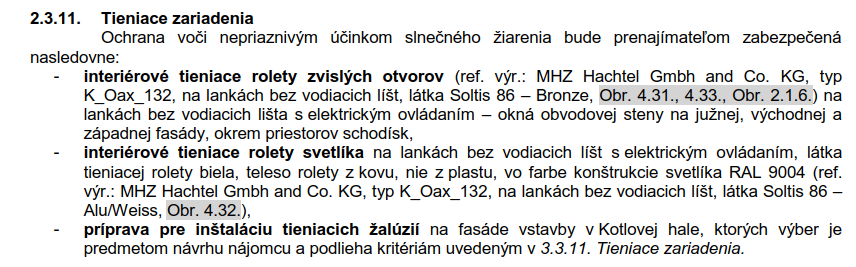 2.3.11. Tieniace zariadenia
Ochrana voči nepriaznivým účinkom slnečného žiarenia bude prenajímateľom zabezpečená
nasledovne:
- interiérové tieniace rolety zvislých otvorov (ref. výr.: MHZ Hachtel Gmbh and Co. KG, typ
K_Oax_132, na lankách bez vodiacich líšt, látka Soltis 86 – Bronze, Obr. 4.31., 4.33., Obr. 2.1.6.) na
lankách bez vodiacich lišta s elektrickým ovládaním – okná obvodovej steny na južnej, východnej a
západnej fasády, okrem priestorov schodísk,
- interiérové tieniace rolety svetlíka na lankách bez vodiacich líšt s elektrickým ovládaním, látka
tieniacej rolety biela, teleso rolety z kovu, nie z plastu, vo farbe konštrukcie svetlíka RAL 9004 (ref.
výr.: MHZ Hachtel Gmbh and Co. KG, typ K_Oax_132, na lankách bez vodiacich líšt, látka Soltis 86 –
Alu/Weiss, Obr. 4.32.),
- príprava pre inštaláciu tieniacich žalúzií na fasáde vstavby v Kotlovej hale, ktorých výber je
predmetom návrhu nájomcu a podlieha kritériám uvedeným v 3.3.11. Tieniace zariadenia.